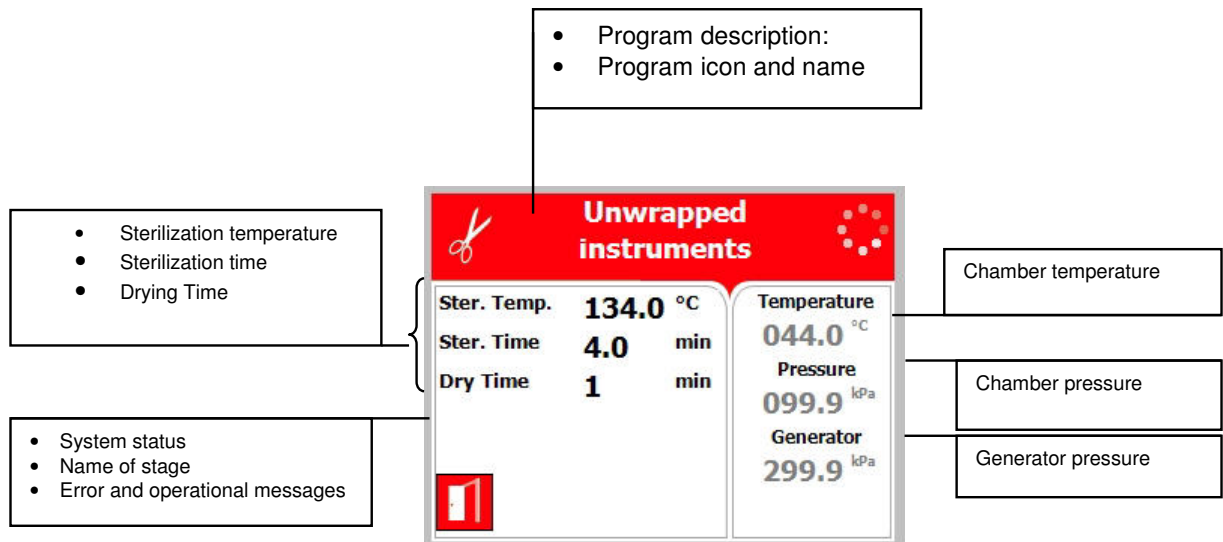 • Program description:
• Program icon and name
Unwrapped
instruments
• Sterilization temperature
• Sterilization time
• Drying Time
Ster. Temp. 134.0 °C
Ster. Time 4.0 min
Dry Time 1 min
Temperature
044.0 °C
Pressure
099.9 kPa
Generator
299.9 kPa
Chamber temperature
Chamber pressure
Generator pressure
• System status
• Name of stage
• Error and operational messages